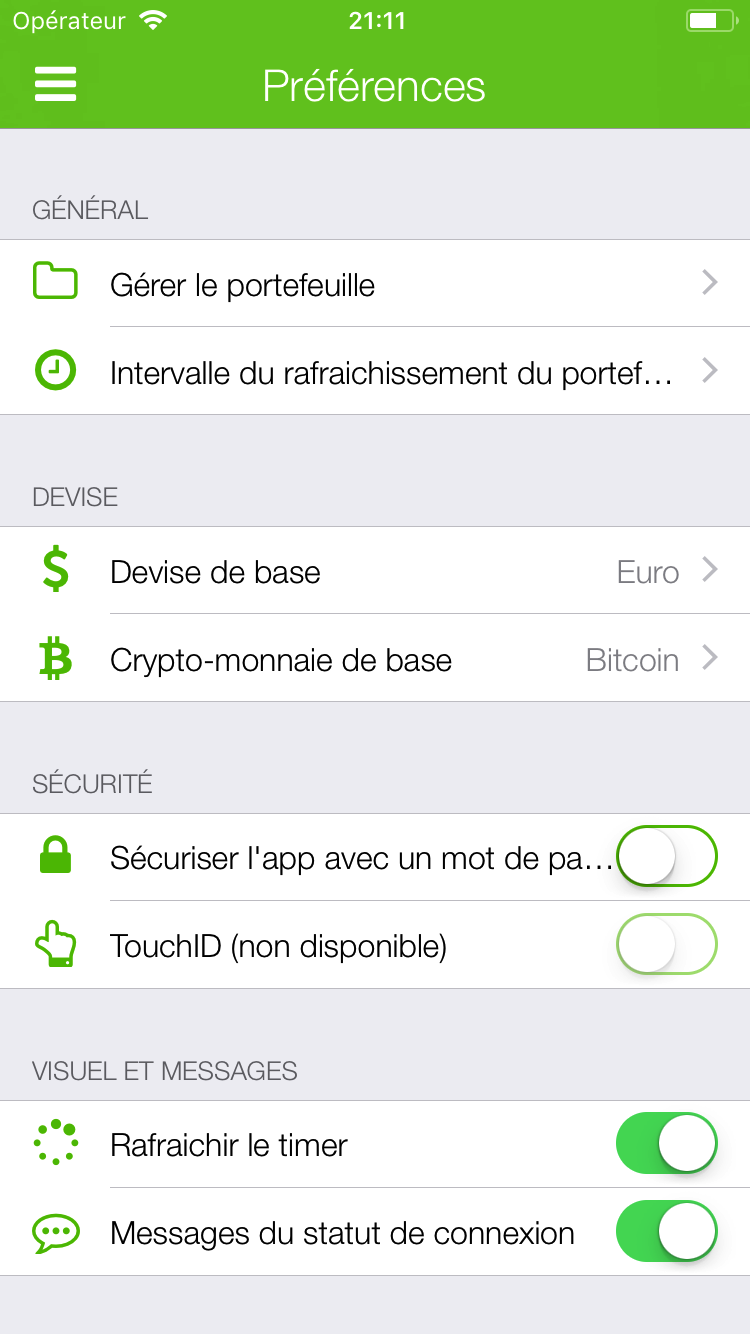 Opérateur 21:11
Préférences
GÉNÉRAL
Gérer le portefeuille
Intervalle du rafraichissement du portef...
DEVISE
Devise de base Euro
Crypto-monnaie de base Bitcoin
SÉCURITÉ
Sécuriser l'app avec un mot de pa...
TouchID (non disponible)
VISUEL ET MESSAGES
Rafraichir le timer
Messages du statut de connexion